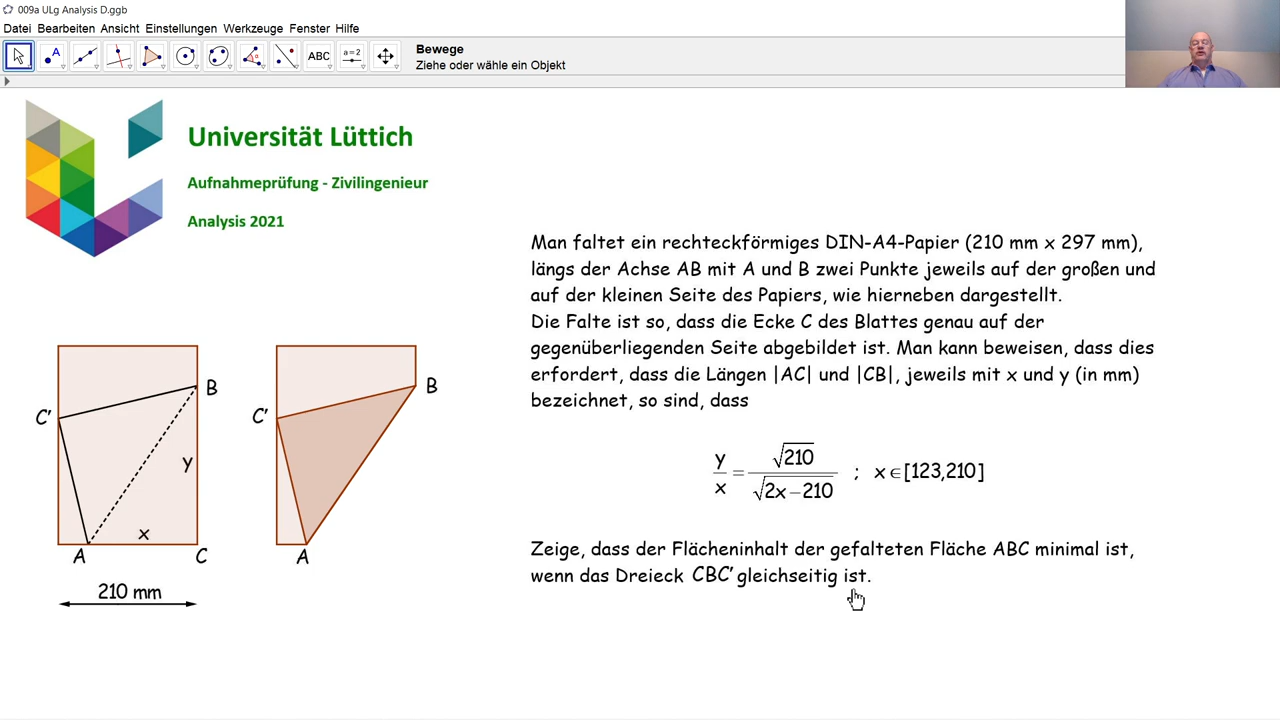 009a ULg Analysis D.ggb
Datei Bearbeiten Ansicht Einstellungen Werkzeuge Fenster Hilfe
A
ABC
a=2
Bewege
Ziehe oder wähle ein Objekt
Universität Lüttich
Aufnahmeprüfung - Zivilingenieur
Analysis 2021
Man faltet ein rechteckförmiges DIN-A4-Papier (210 mm x 297 mm),
längs der Achse AB mit A und B zwei Punkte jeweils auf der großen und
auf der kleinen Seite des Papiers, wie hierneben dargestellt.
Die Falte ist so, dass die Ecke C des Blattes genau auf der
gegenüberliegenden Seite abgebildet ist. Man kann beweisen, dass dies
erfordert, dass die Längen |AC| und |CB|, jeweils mit x und y (in mm)
bezeichnet, so sind, dass
y/x = √210 / √(2x−210) ; x∈[123,210]
Zeige, dass der Flächeninhalt der gefalteten Fläche ABC minimal ist,
wenn das Dreieck CBC' gleichseitig ist.
B
C'
y
x
A
C
210 mm
B
C'
A